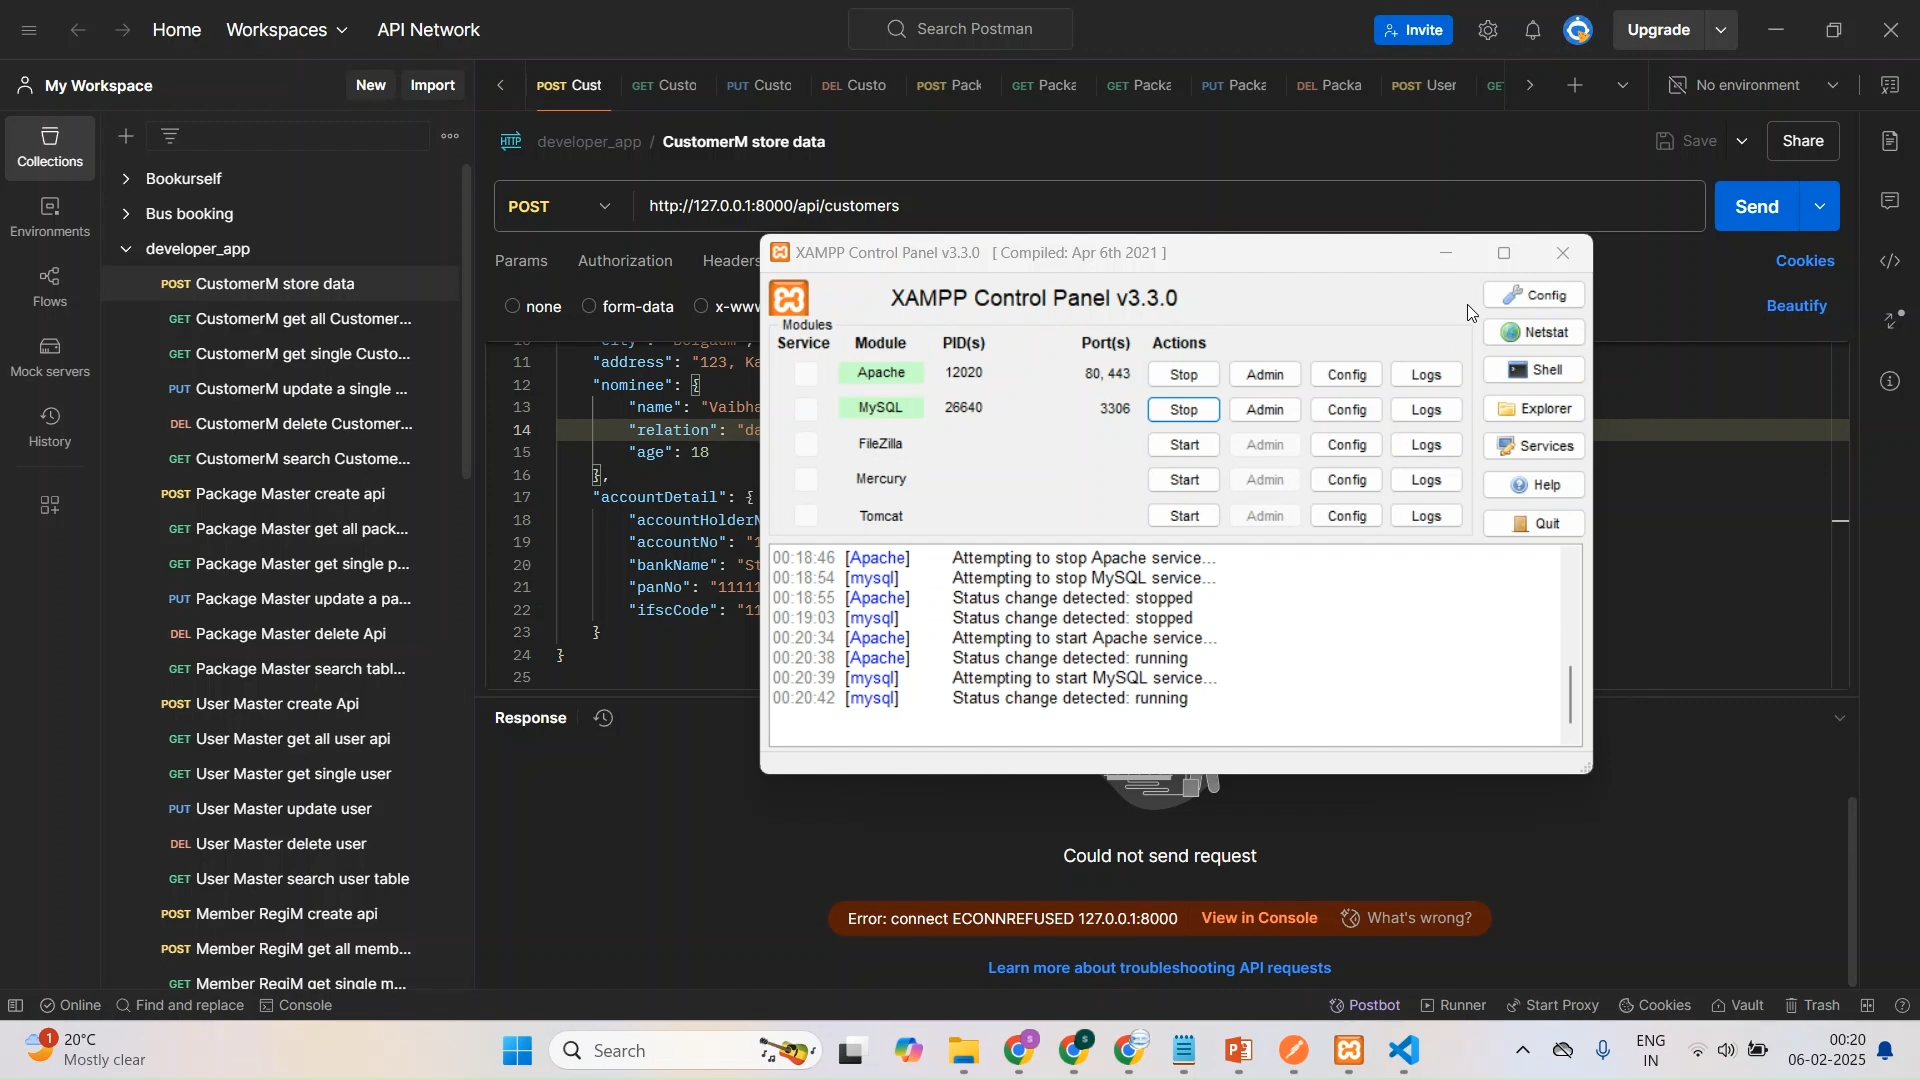 Home
Workspaces
API Network
Search Postman
Invite
Upgrade
My Workspace
New
Import
POST Cust
GET Custo
PUT Custo
DEL Custo
POST Pack
GET Packa
GET Packa
PUT Packa
DEL Packa
POST User
GE
No environment
Collections
Environments
Flows
Mock servers
History
Bookurself
Bus booking
developer_app
POST CustomerM store data
GET CustomerM get all Customer...
GET CustomerM get single Custo...
PUT CustomerM update a single ...
DEL CustomerM delete Customer...
GET CustomerM search Custome...
POST Package Master create api
GET Package Master get all pack...
GET Package Master get single p...
PUT Package Master update a pa...
DEL Package Master delete Api
GET Package Master search tabl...
POST User Master create Api
GET User Master get all user api
GET User Master get single user
PUT User Master update user
DEL User Master delete user
GET User Master search user table
POST Member RegiM create api
POST Member RegiM get all memb...
GET Member RegiM get single m...
HTTP
developer_app / CustomerM store data
Save
Share
POST
http://127.0.0.1:8000/api/customers
Send
Params
Authorization
Headers
Cookies
none
form-data
x-www
Beautify
11 "address": "123, Ka
12 "nominee": {
13 "name": "Vaibha
14 "relation": "da
15 "age": 18
16 },
17 "accountDetail": {
18 "accountHolderN
19 "accountNo": "1
20 "bankName": "St
21 "panNo": "11111
22 "ifscCode": "11
23 }
24 }
25
XAMPP Control Panel v3.3.0 [ Compiled: Apr 6th 2021 ]
XAMPP Control Panel v3.3.0
Modules
Service Module PID(s) Port(s) Actions
Apache 12020 80, 443 Stop Admin Config Logs
MySQL 26640 3306 Stop Admin Config Logs
FileZilla Start Admin Config Logs
Mercury Start Admin Config Logs
Tomcat Start Admin Config Logs
Config
Netstat
Shell
Explorer
Services
Help
Quit
00:18:46 [Apache] Attempting to stop Apache service...
00:18:54 [mysql] Attempting to stop MySQL service...
00:18:55 [Apache] Status change detected: stopped
00:19:03 [mysql] Status change detected: stopped
00:20:34 [Apache] Attempting to start Apache service...
00:20:38 [Apache] Status change detected: running
00:20:39 [mysql] Attempting to start MySQL service...
00:20:42 [mysql] Status change detected: running
Response
Could not send request
Error: connect ECONNREFUSED 127.0.0.1:8000 View in Console What's wrong?
Learn more about troubleshooting API requests
Online
Find and replace
Console
Postbot
Runner
Start Proxy
Cookies
Vault
Trash
1
20°C
Mostly clear
Search
ENG
IN
00:20
06-02-2025